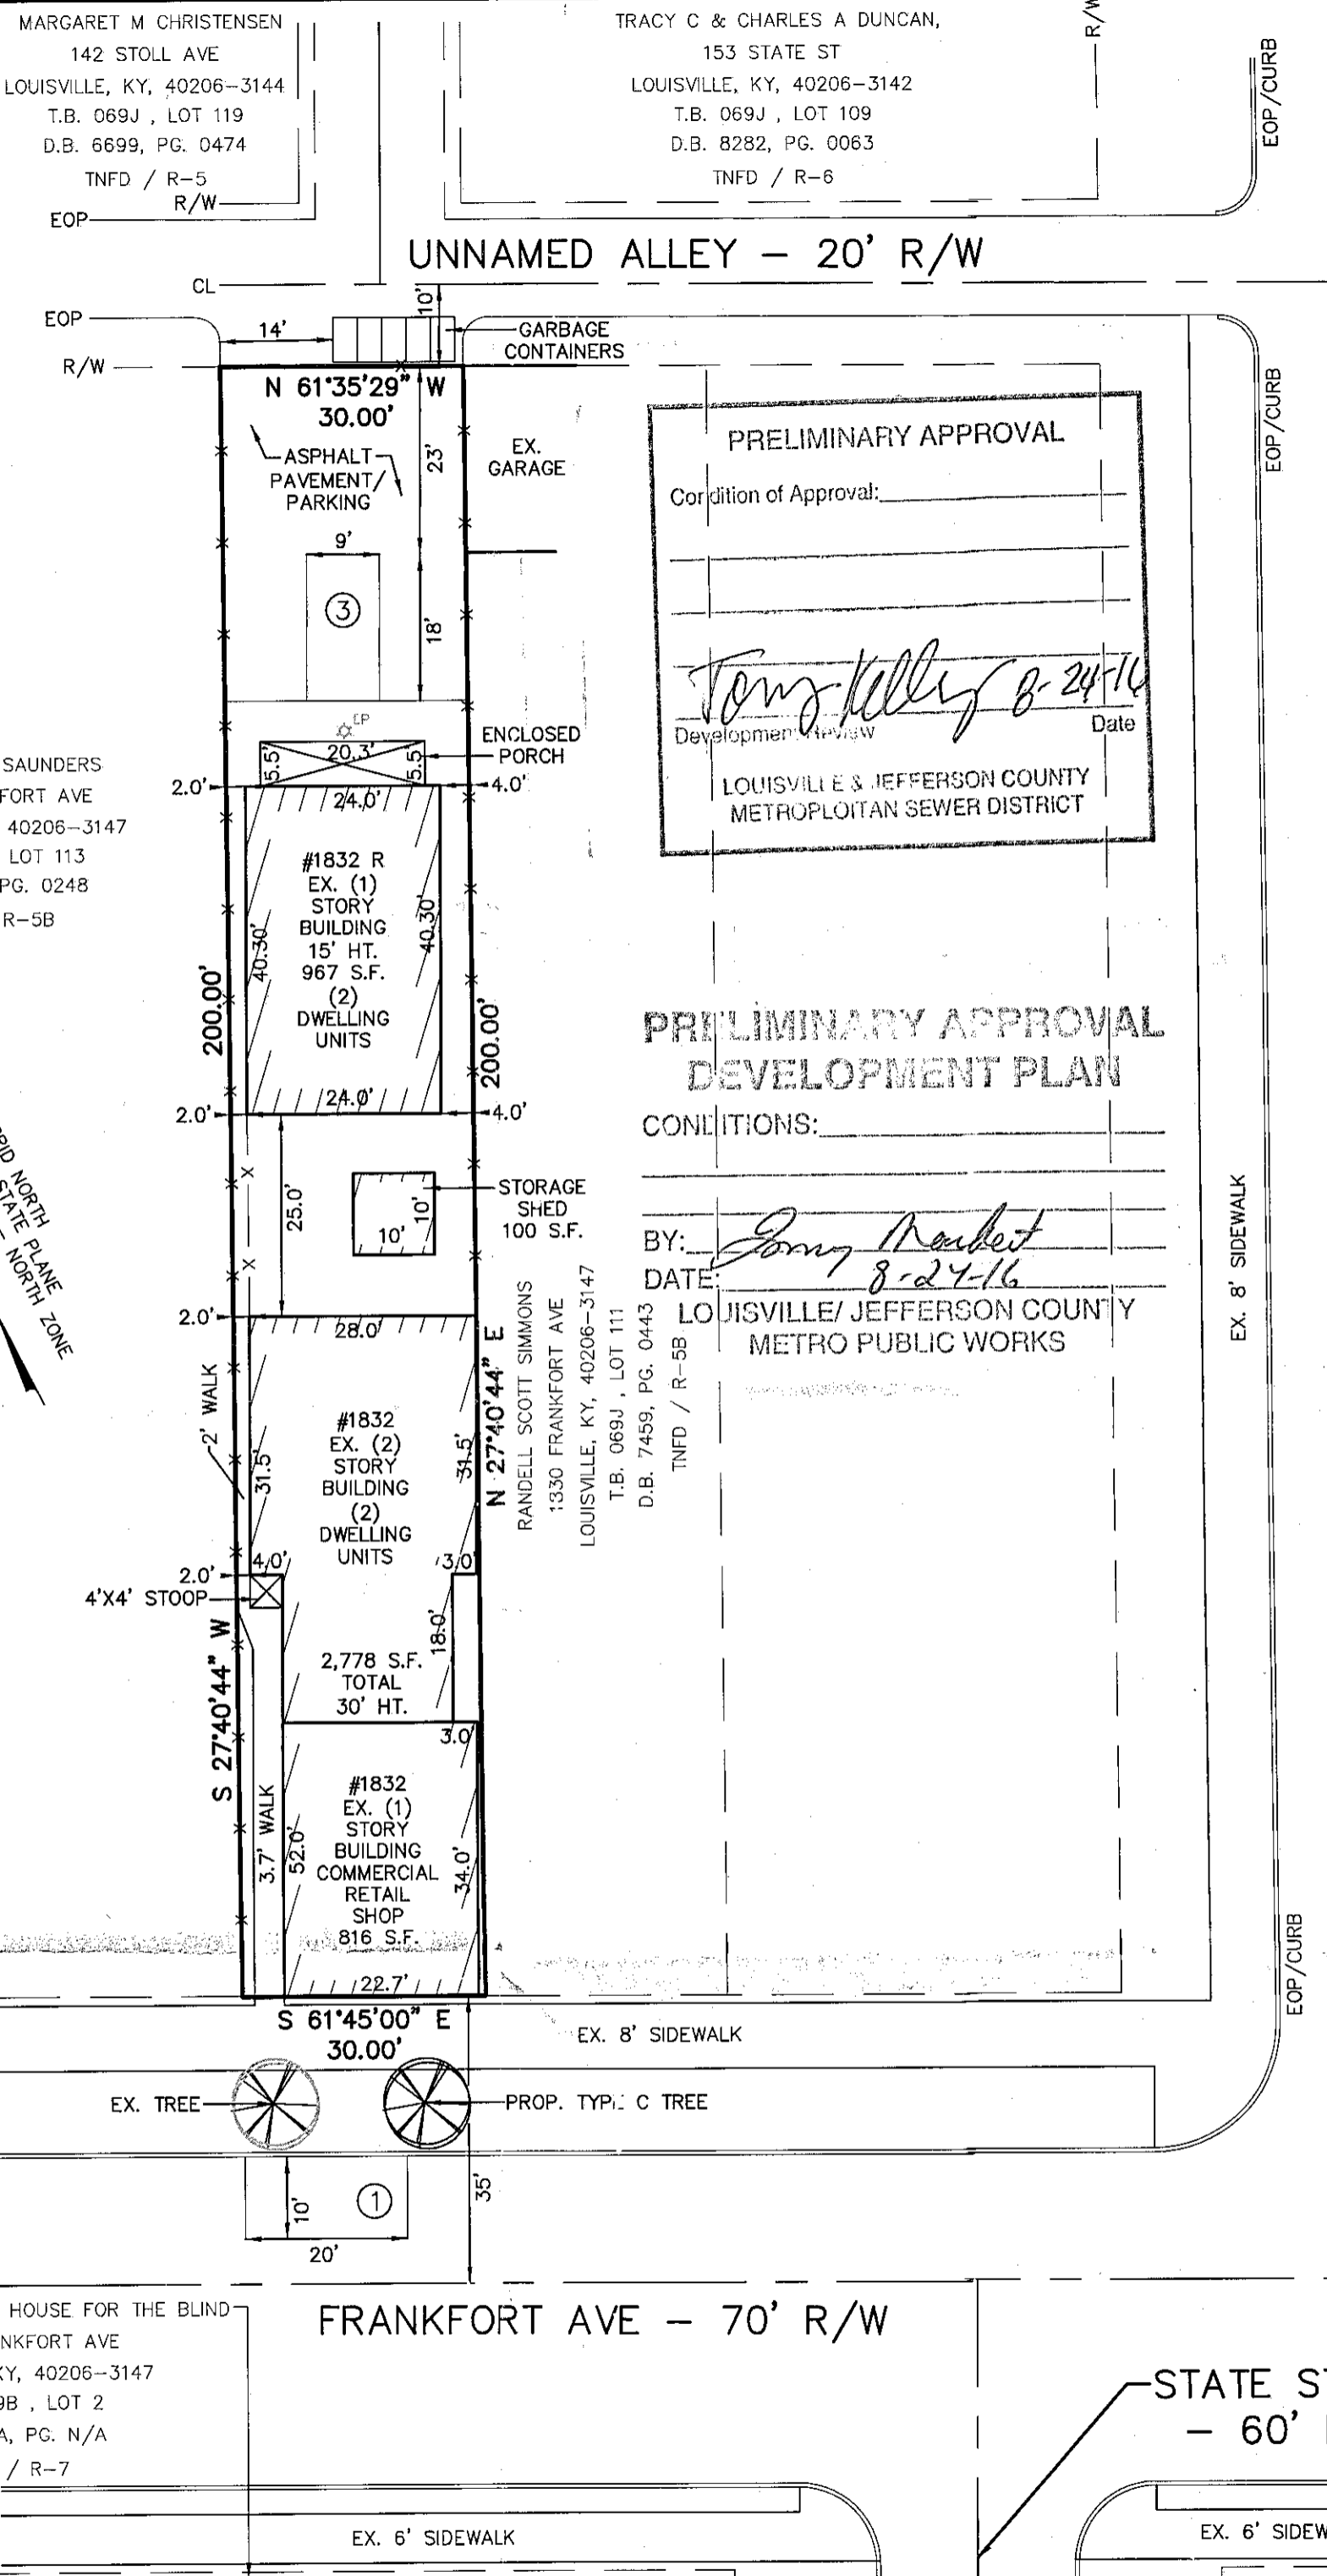 MARGARET M CHRISTENSEN
142 STOLL AVE
LOUISVILLE, KY, 40206-3144
T.B. 069J , LOT 119
D.B. 6699, PG. 0474
TNFD / R-5
R/W
EOP
TRACY C & CHARLES A DUNCAN,
153 STATE ST
LOUISVILLE, KY, 40206-3142
T.B. 069J , LOT 109
D.B. 8282, PG. 0063
TNFD / R-6
R/W
EOP/CURB
UNNAMED ALLEY - 20' R/W
CL
EOP
R/W
14'
10'
GARBAGE
CONTAINERS
N 61°35'29" W
30.00'
ASPHALT
PAVEMENT/
PARKING
23'
EX.
GARAGE
9'
3
18'
EOP/CURB
PRELIMINARY APPROVAL
Condition of Approval:
Tony Kelly 8-24-16
Development Review
Date
LOUISVILLE & JEFFERSON COUNTY
METROPLOITAN SEWER DISTRICT
LP
ENCLOSED
PORCH
5.5'
20.3'
5.5'
2.0'
4.0'
24.0'
SAUNDERS
FORT AVE
40206-3147
LOT 113
PG. 0248
R-5B
#1832 R
EX. (1)
STORY
BUILDING
15' HT.
967 S.F.
(2)
DWELLING
UNITS
40.30'
40.30'
200.00'
200.00'
24.0'
2.0'
4.0'
PRELIMINARY APPROVAL
DEVELOPMENT PLAN
CONDITIONS:
BY:
DATE: 8-24-16
LOUISVILLE/ JEFFERSON COUNTY
METRO PUBLIC WORKS
25.0'
10'
10'
STORAGE
SHED
100 S.F.
GRID NORTH
STATE PLANE
NORTH ZONE
2.0'
28.0'
2' WALK
31.5'
31.5'
#1832
EX. (2)
STORY
BUILDING
(2)
DWELLING
UNITS
N 27°40'44" E
RANDELL SCOTT SIMMONS
1330 FRANKFORT AVE
LOUISVILLE, KY, 40206-3147
T.B. 069J , LOT 111
D.B. 7459, PG. 0443
TNFD / R-5B
EX. 8' SIDEWALK
2.0'
4.0'
3.0'
4'X4' STOOP
18.0'
2,778 S.F.
TOTAL
30' HT.
S 27°40'44" W
3.0'
3.7' WALK
52.0'
34.0'
#1832
EX. (1)
STORY
BUILDING
COMMERCIAL
RETAIL
SHOP
816 S.F.
22.7'
EOP/CURB
S 61°45'00" E
30.00'
EX. 8' SIDEWALK
EX. TREE
PROP. TYPE C TREE
10'
1
20'
35'
HOUSE FOR THE BLIND
NKFORT AVE
KY, 40206-3147
9B , LOT 2
A, PG. N/A
/ R-7
FRANKFORT AVE - 70' R/W
STATE S
- 60'
EX. 6' SIDEWALK
EX. 6' SIDEW